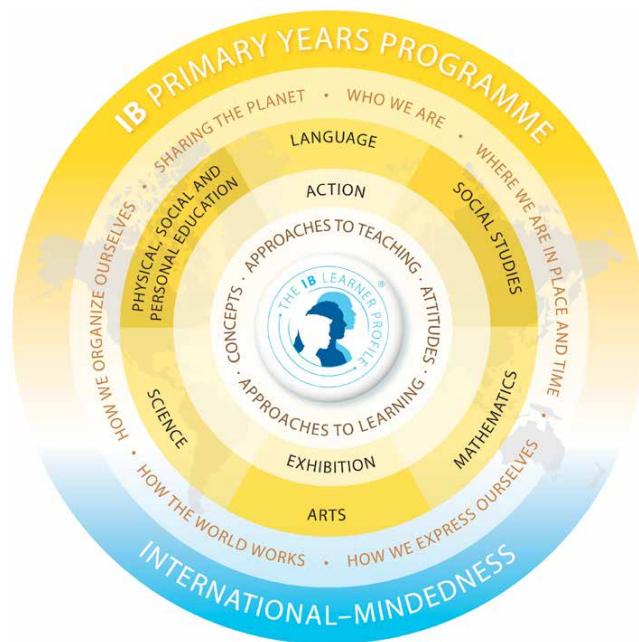 IB PRIMARY YEARS PROGRAMME
SHARING THE PLANET • WHO WE ARE • WHERE WE ARE IN PLACE AND TIME • HOW WE EXPRESS OURSELVES • HOW THE WORLD WORKS • HOW WE ORGANIZE OURSELVES •
LANGUAGE
SOCIAL STUDIES
MATHEMATICS
ARTS
SCIENCE
PHYSICAL, SOCIAL AND
PERSONAL EDUCATION
ACTION
EXHIBITION
APPROACHES TO TEACHING · ATTITUDES · APPROACHES TO LEARNING · CONCEPTS ·
THE IB LEARNER PROFILE ®
INTERNATIONAL–MINDEDNESS